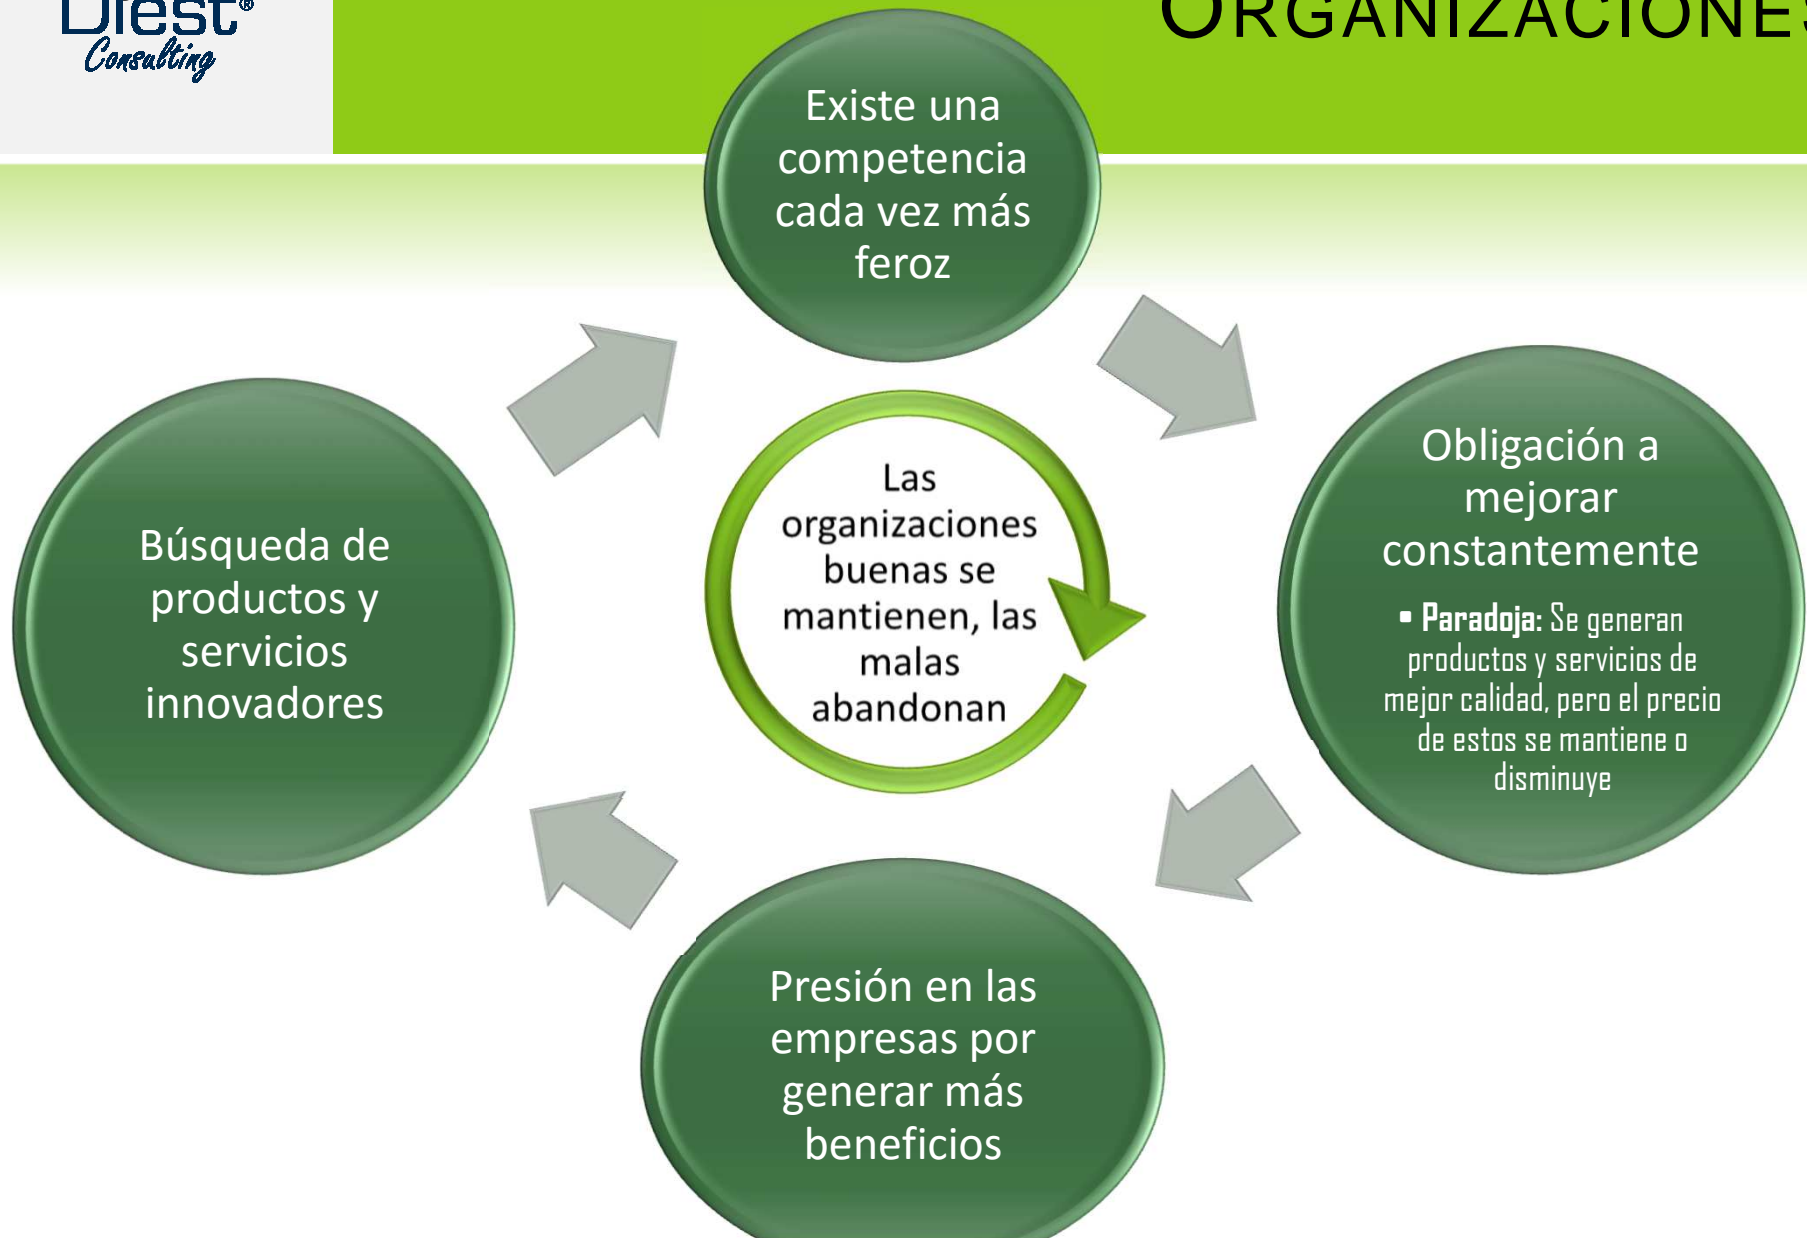 Diest®
Consulting
ORGANIZACIONES
Existe una
competencia
cada vez más
feroz
Obligación a
mejorar
constantemente
▪ Paradoja: Se generan
productos y servicios de
mejor calidad, pero el precio
de estos se mantiene o
disminuye
Las
organizaciones
buenas se
mantienen, las
malas
abandonan
Búsqueda de
productos y
servicios
innovadores
Presión en las
empresas por
generar más
beneficios